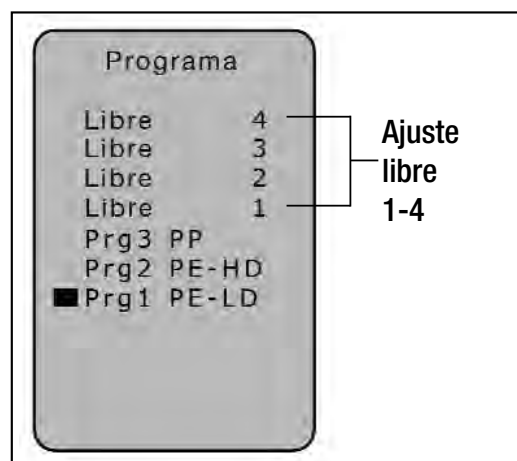 Programa
Libre 4
Libre 3
Libre 2
Libre 1
Prg3 PP
Prg2 PE-HD
Prg1 PE-LD
Ajuste
libre
1-4